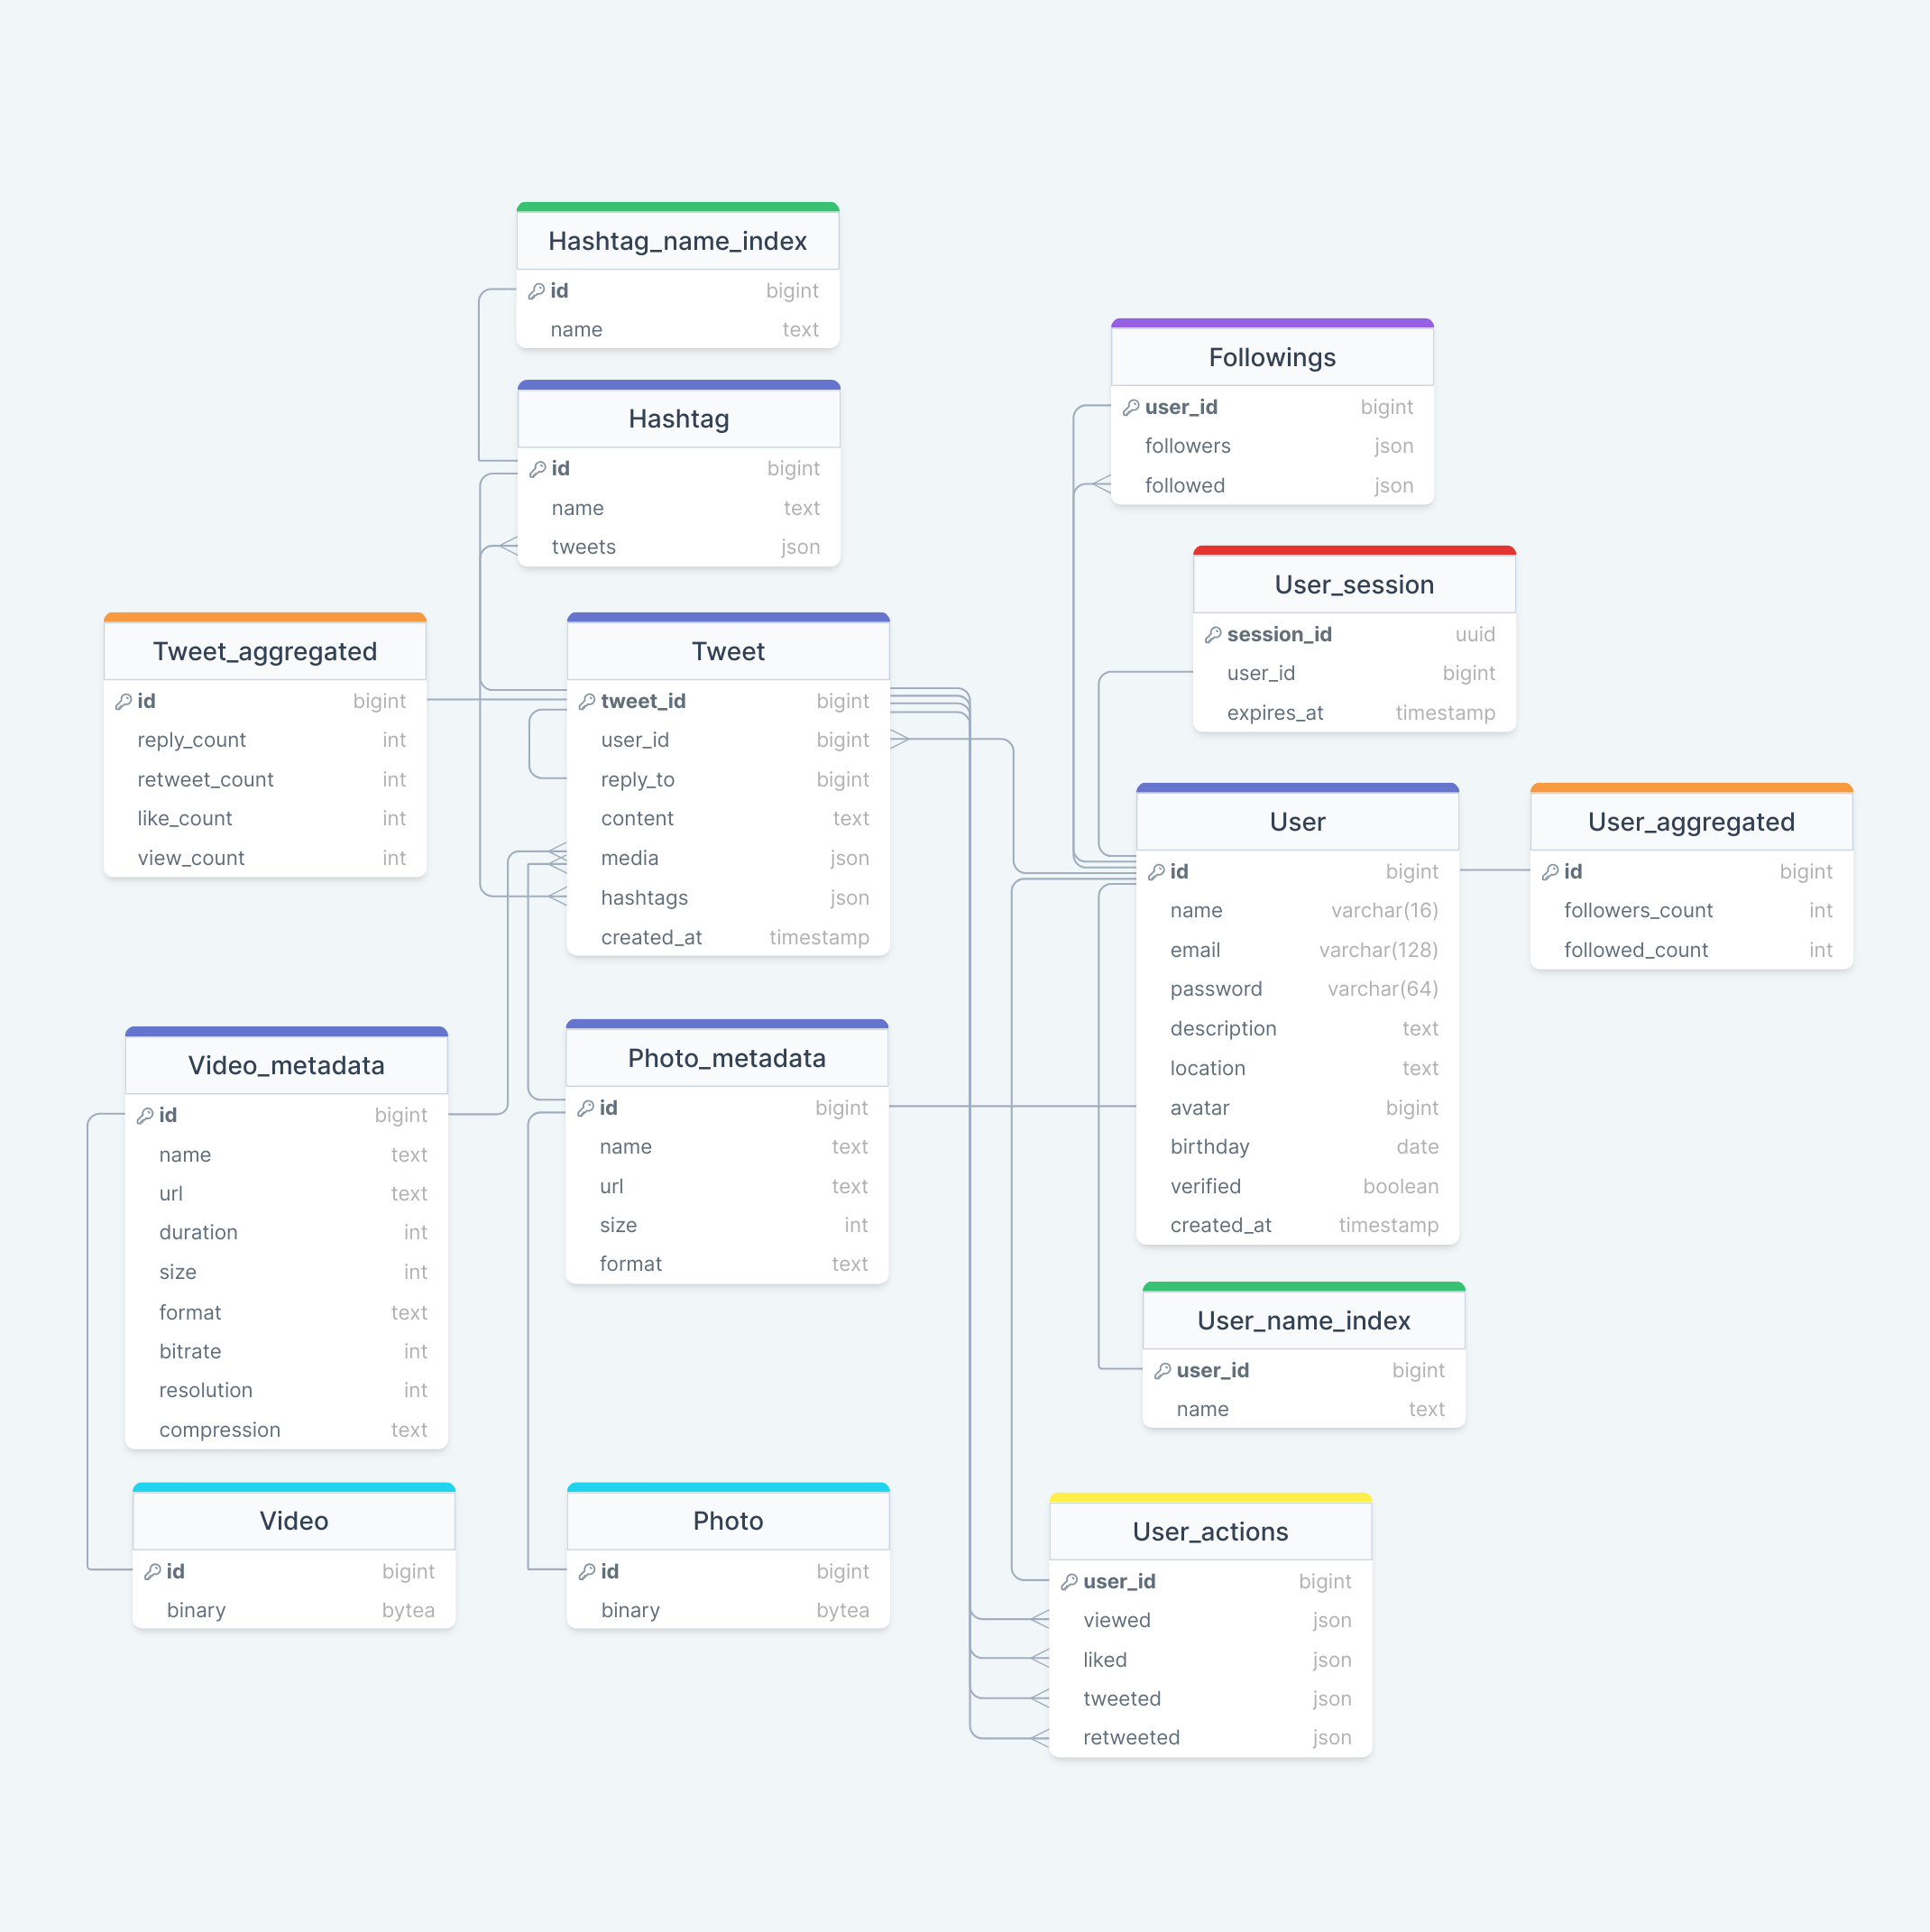 Hashtag_name_index
id bigint
name text
Hashtag
id bigint
name text
tweets json
Followings
user_id bigint
followers json
followed json
User_session
session_id uuid
user_id bigint
expires_at timestamp
Tweet_aggregated
id bigint
reply_count int
retweet_count int
like_count int
view_count int
Tweet
tweet_id bigint
user_id bigint
reply_to bigint
content text
media json
hashtags json
created_at timestamp
User
id bigint
name varchar(16)
email varchar(128)
password varchar(64)
description text
location text
avatar bigint
birthday date
verified boolean
created_at timestamp
User_aggregated
id bigint
followers_count int
followed_count int
Video_metadata
id bigint
name text
url text
duration int
size int
format text
bitrate int
resolution int
compression text
Photo_metadata
id bigint
name text
url text
size int
format text
User_name_index
user_id bigint
name text
Video
id bigint
binary bytea
Photo
id bigint
binary bytea
User_actions
user_id bigint
viewed json
liked json
tweeted json
retweeted json